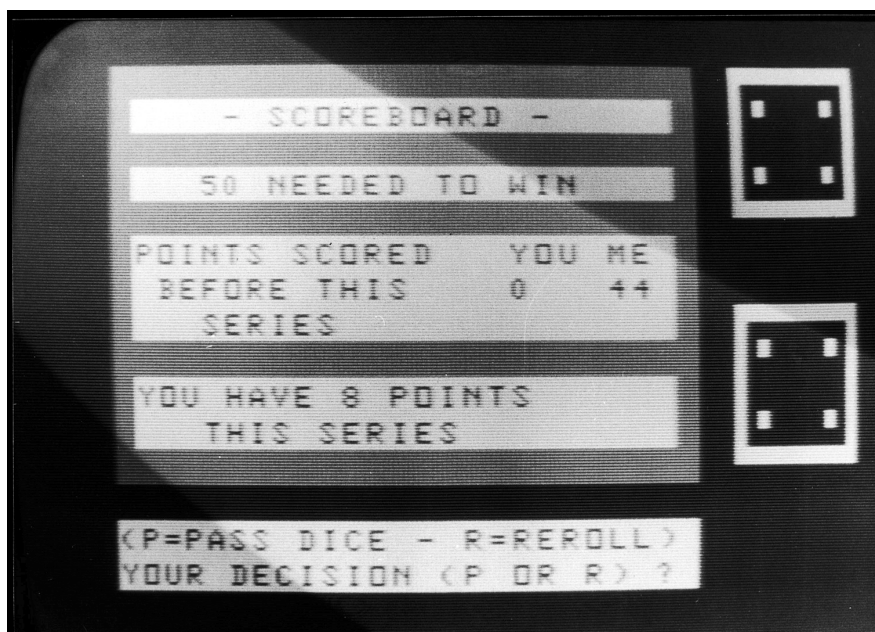 - SCOREBOARD -
50 NEEDED TO WIN
POINTS SCORED YOU ME
BEFORE THIS 0 44
SERIES
YOU HAVE 8 POINTS
THIS SERIES
(P=PASS DICE - R=REROLL)
YOUR DECISION (P OR R) ?